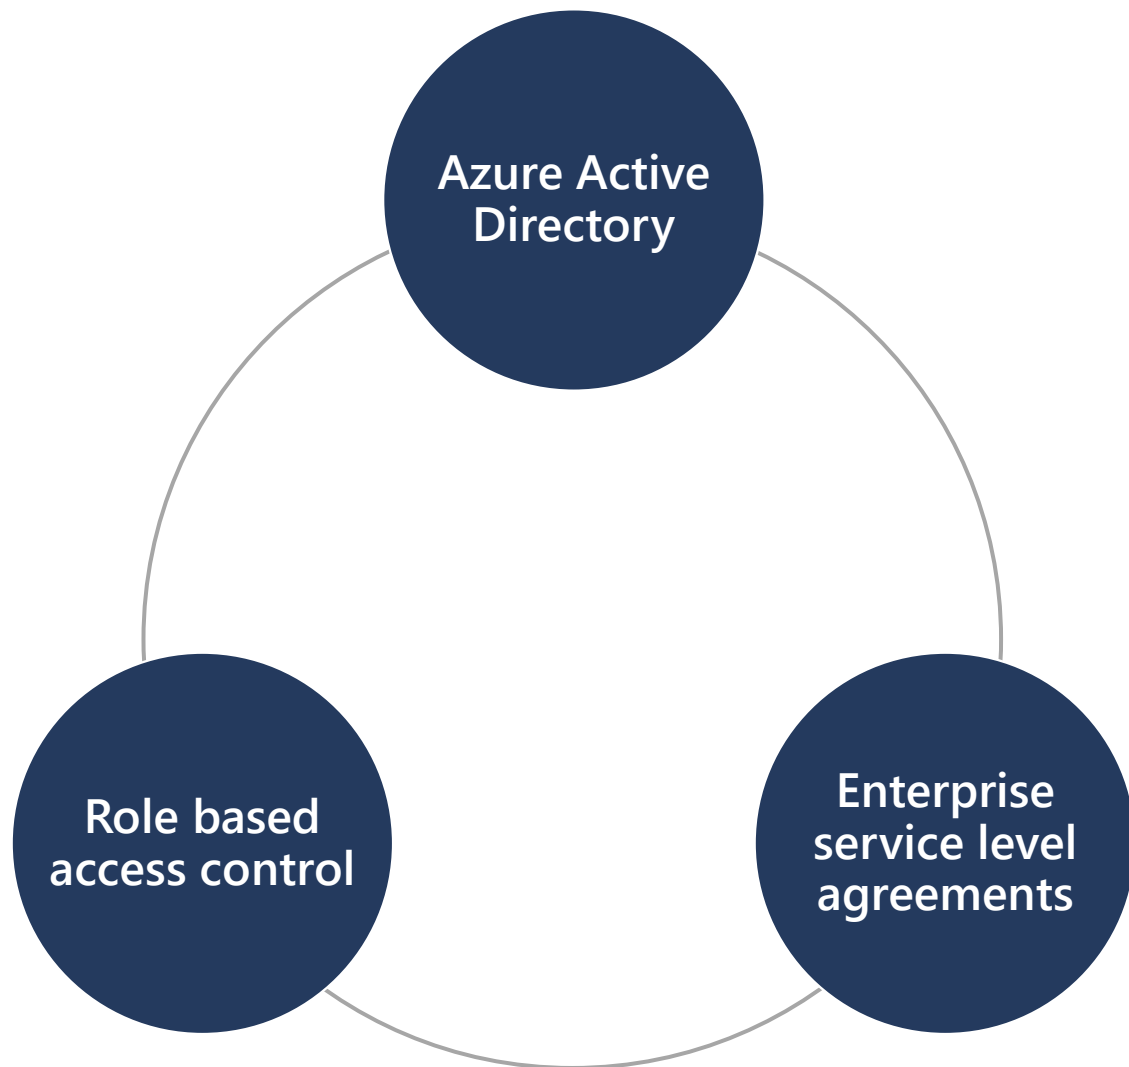 Azure Active
Directory
Role based
access control
Enterprise
service level
agreements